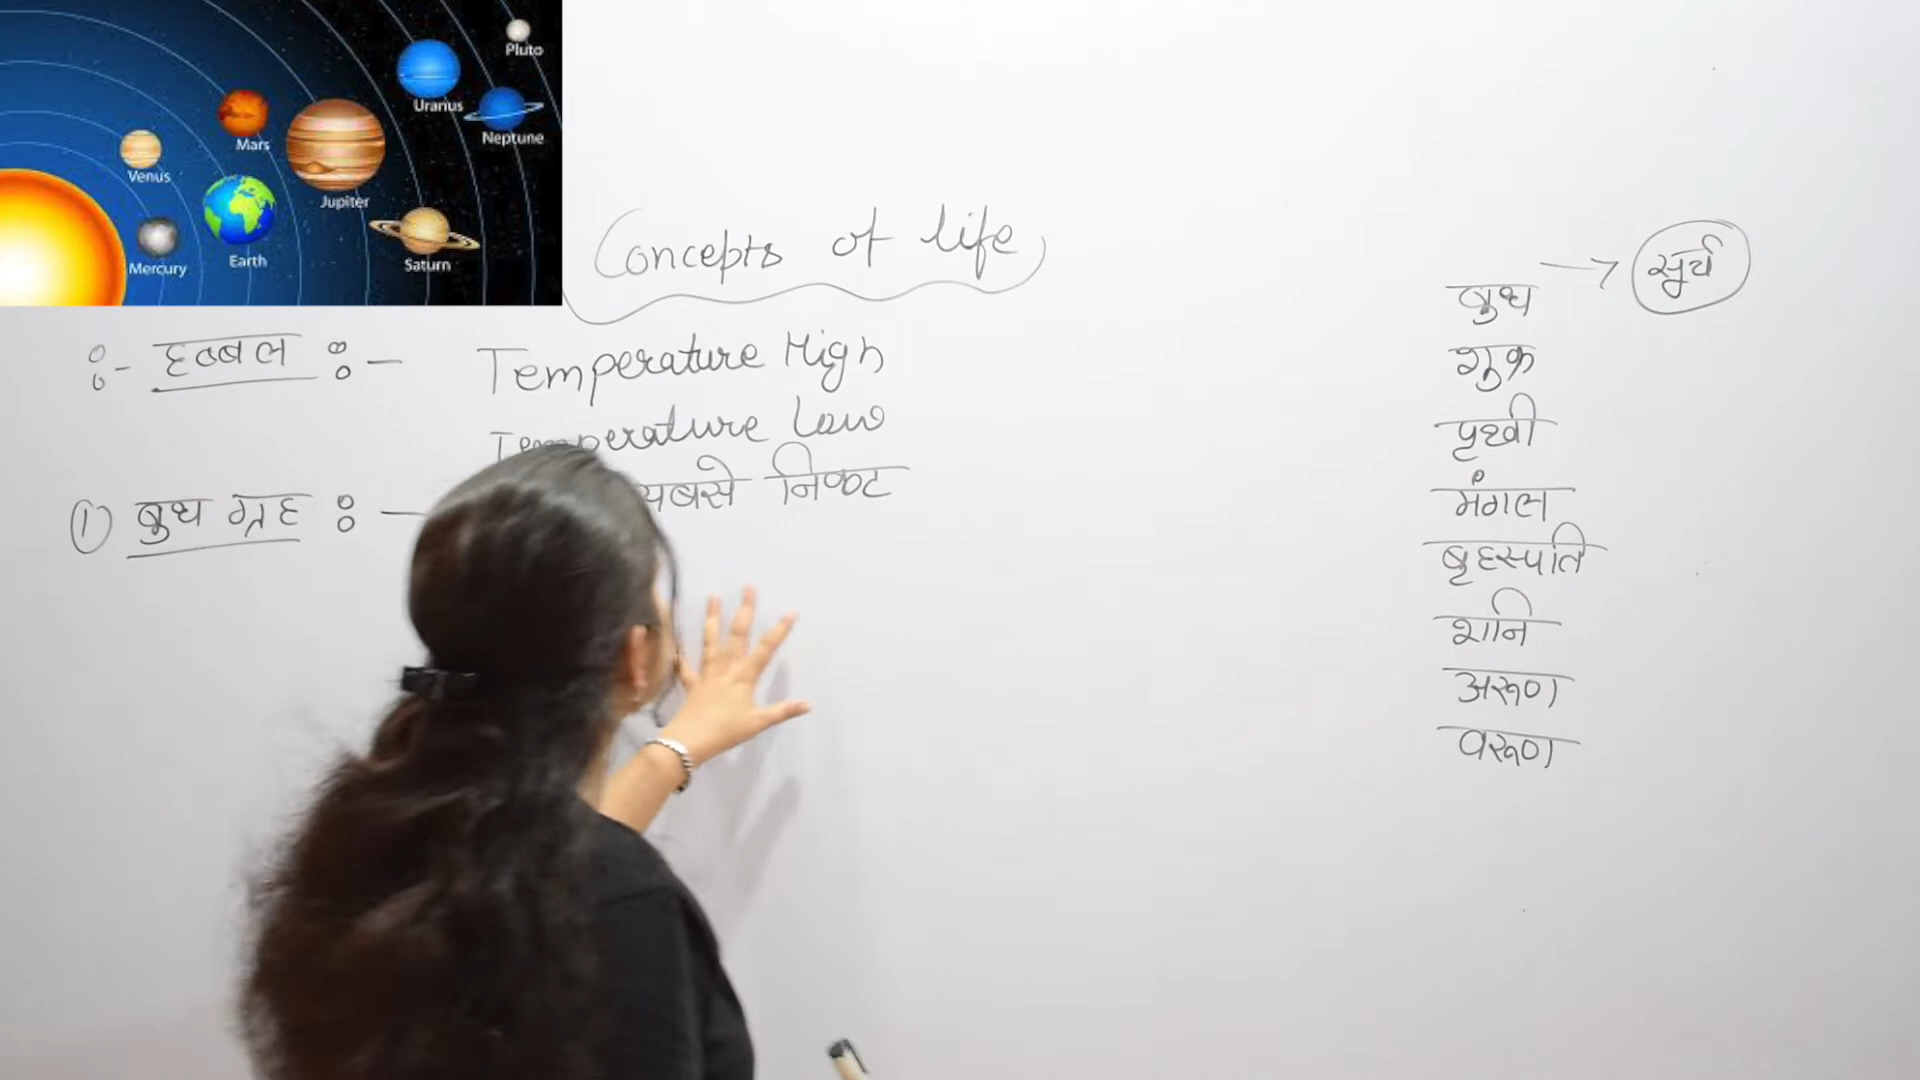 Pluto
Uranus
Neptune
Mars
Venus
Jupiter
Earth
Mercury
Saturn
Concepts of life
:- हब्बल :- Temperature High
Temperature Low
① बुध ग्रह :- सबसे निकट
बुध → सूर्य
शुक्र
पृथ्वी
मंगल
बृहस्पति
शनि
अरूण
वरूण